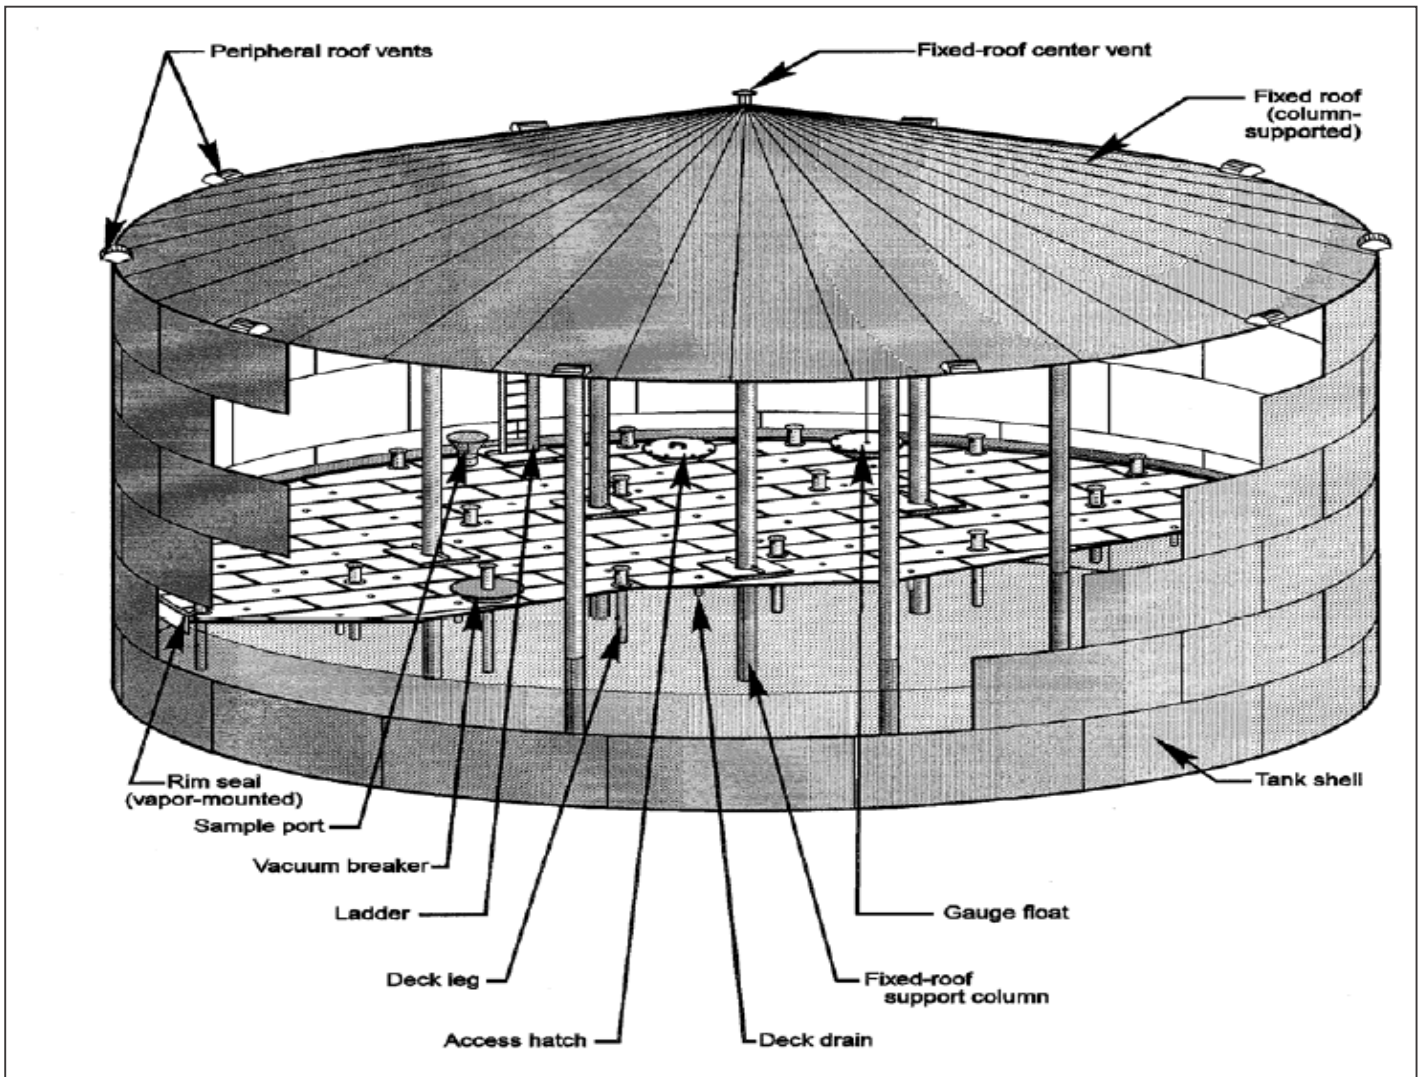 Peripheral roof vents
Fixed-roof center vent
Fixed roof
(column-
supported)
Rim seal
(vapor-mounted)
Tank shell
Sample port
Vacuum breaker
Ladder
Gauge float
Deck leg
Fixed-roof
support column
Access hatch
Deck drain